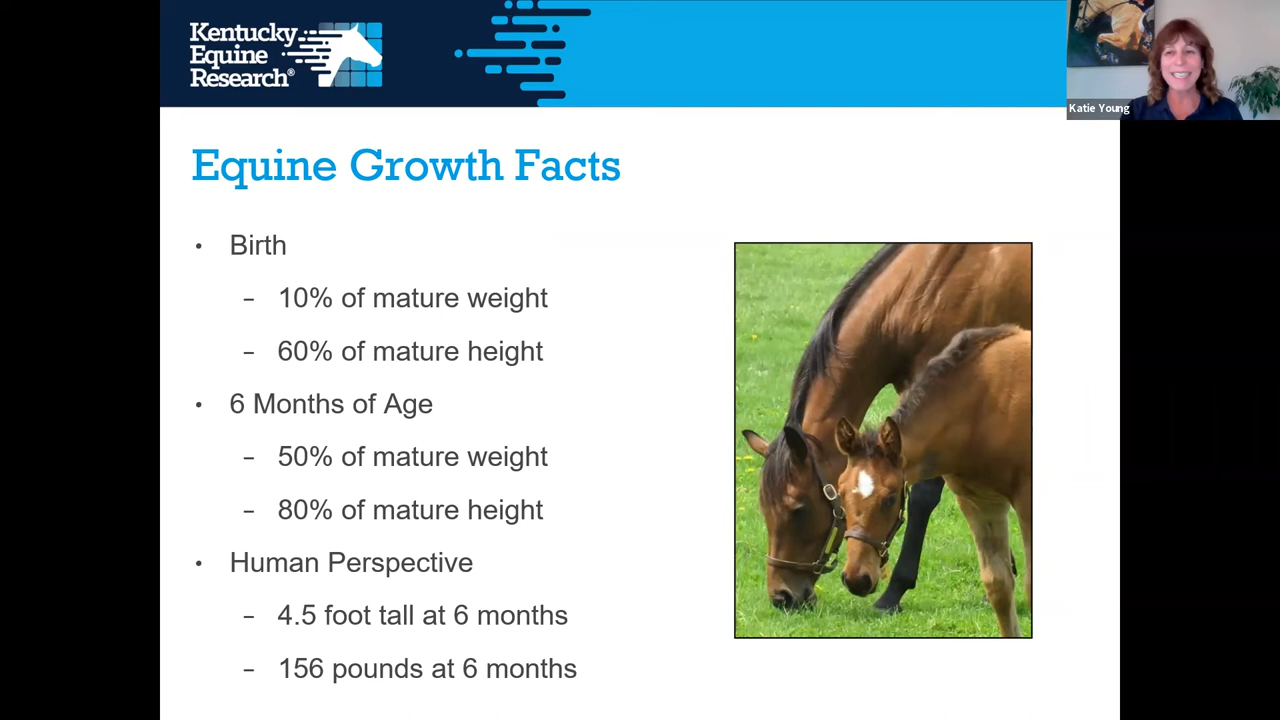 Kentucky
Equine
Research®
Katie Young
Equine Growth Facts
• Birth
– 10% of mature weight
– 60% of mature height
• 6 Months of Age
– 50% of mature weight
– 80% of mature height
• Human Perspective
– 4.5 foot tall at 6 months
– 156 pounds at 6 months